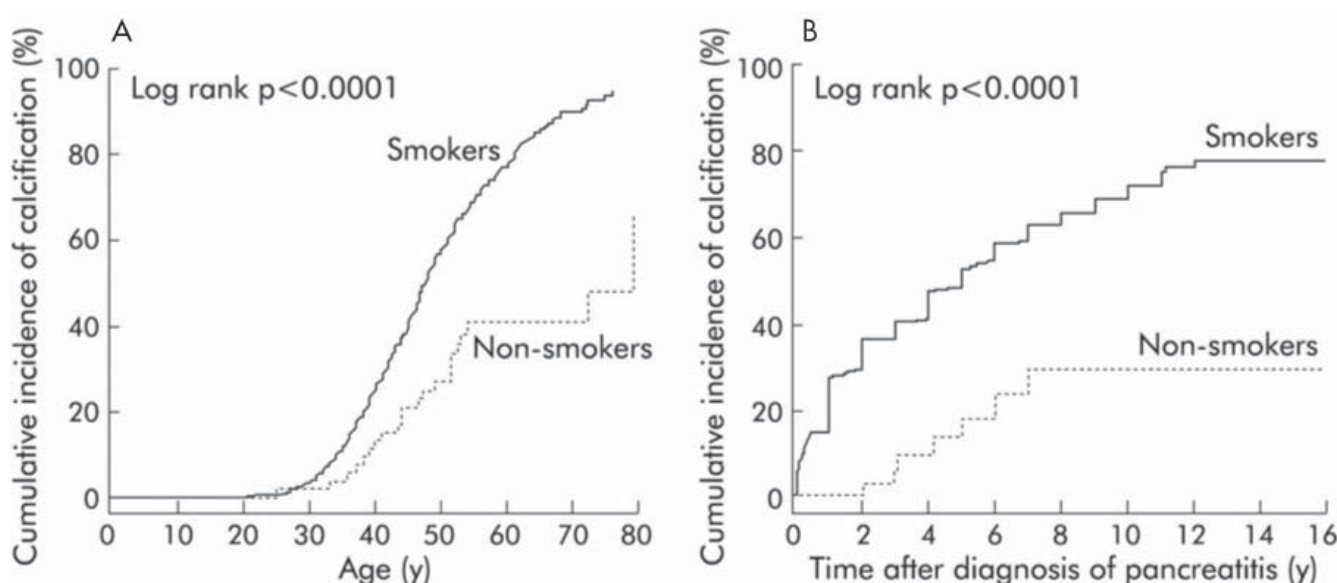 A
Cumulative incidence of calcification (%)
100
80
60
40
20
0
Log rank p<0.0001
Smokers
Non-smokers
0 10 20 30 40 50 60 70 80
Age (y)
B
Cumulative incidence of calcification (%)
100
80
60
40
20
0
Log rank p<0.0001
Smokers
Non-smokers
0 2 4 6 8 10 12 14 16
Time after diagnosis of pancreatitis (y)